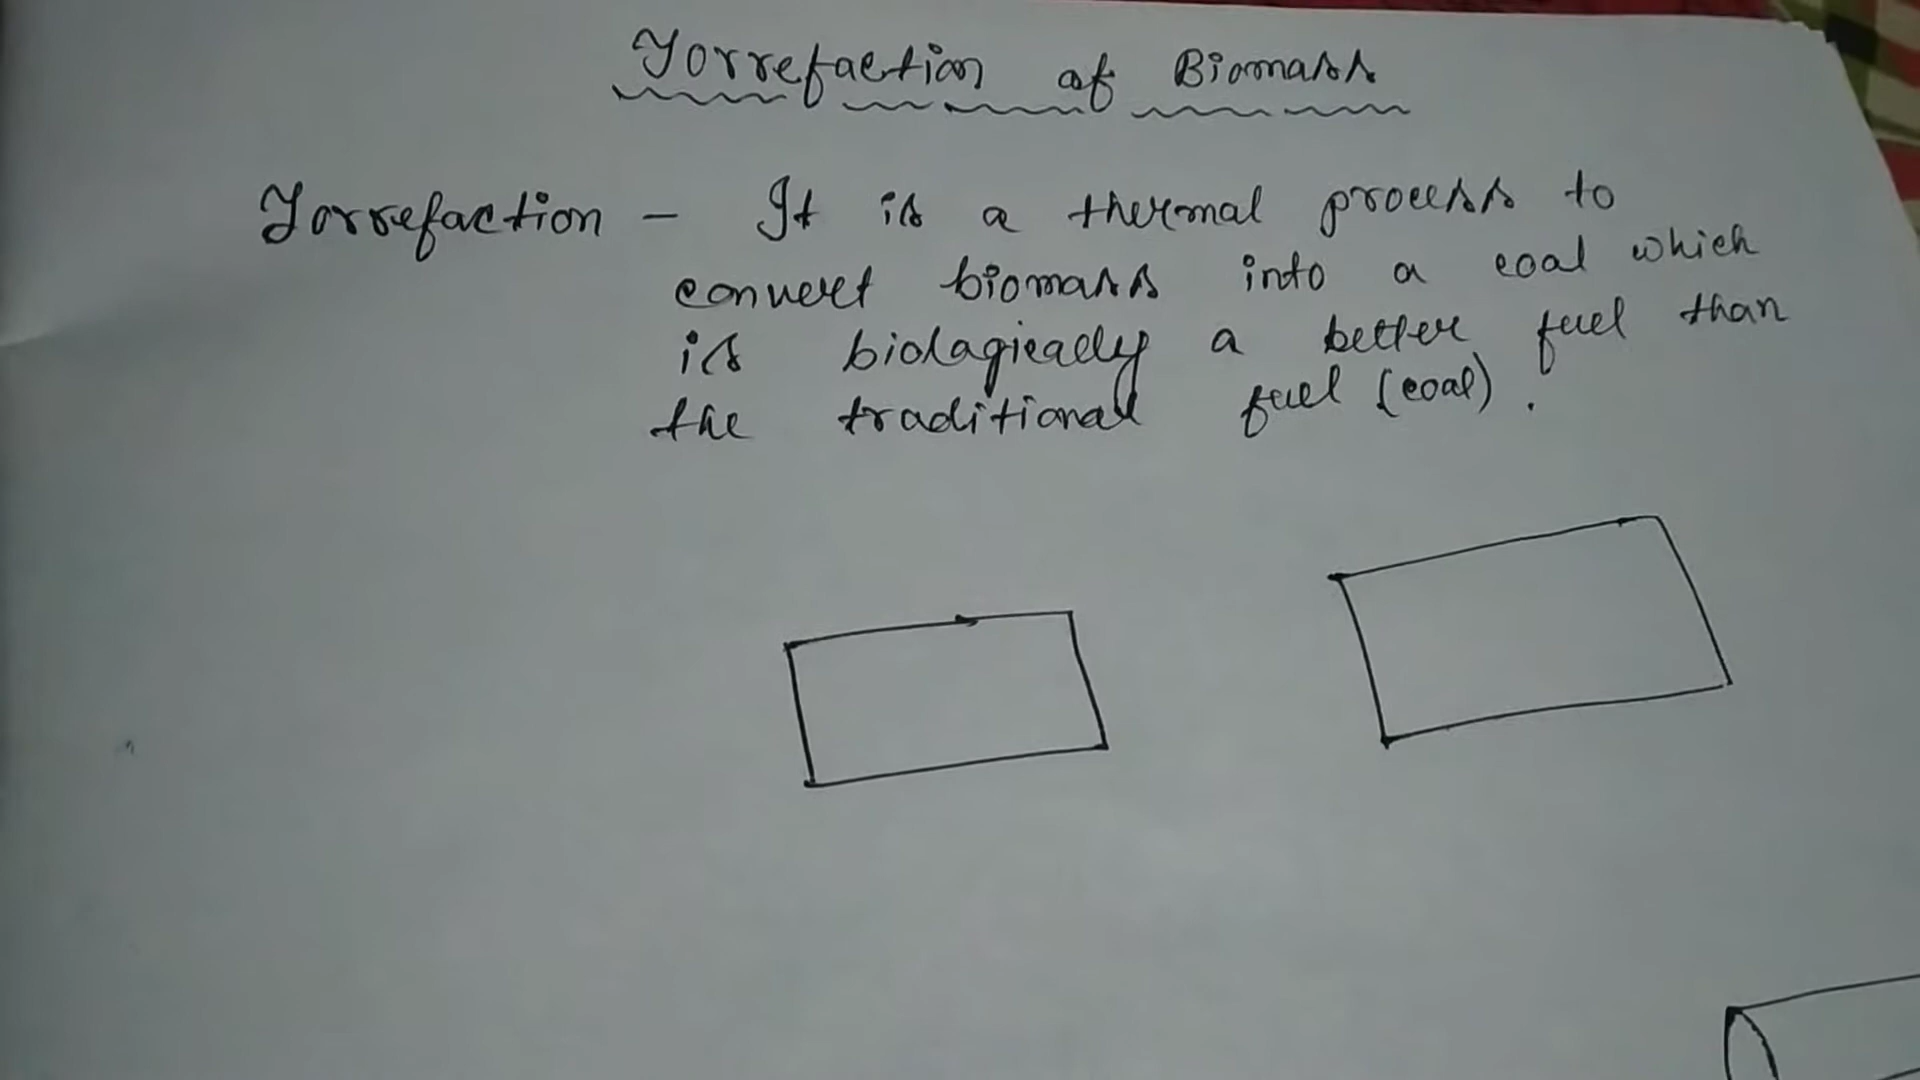 Torrefaction of Biomass
Torrefaction - It is a thermal process to
convert biomass into a coal which
is biologically a better fuel than
the traditional fuel (coal).